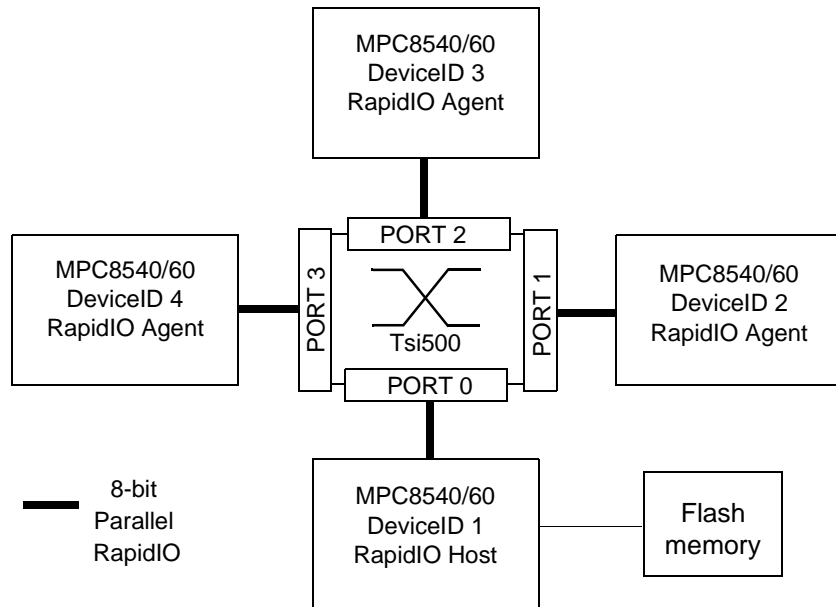 MPC8540/60
DeviceID 3
RapidIO Agent
PORT 2
MPC8540/60
DeviceID 4
RapidIO Agent
PORT 3
Tsi500
PORT 1
MPC8540/60
DeviceID 2
RapidIO Agent
PORT 0
8-bit
Parallel
RapidIO
MPC8540/60
DeviceID 1
RapidIO Host
Flash
memory